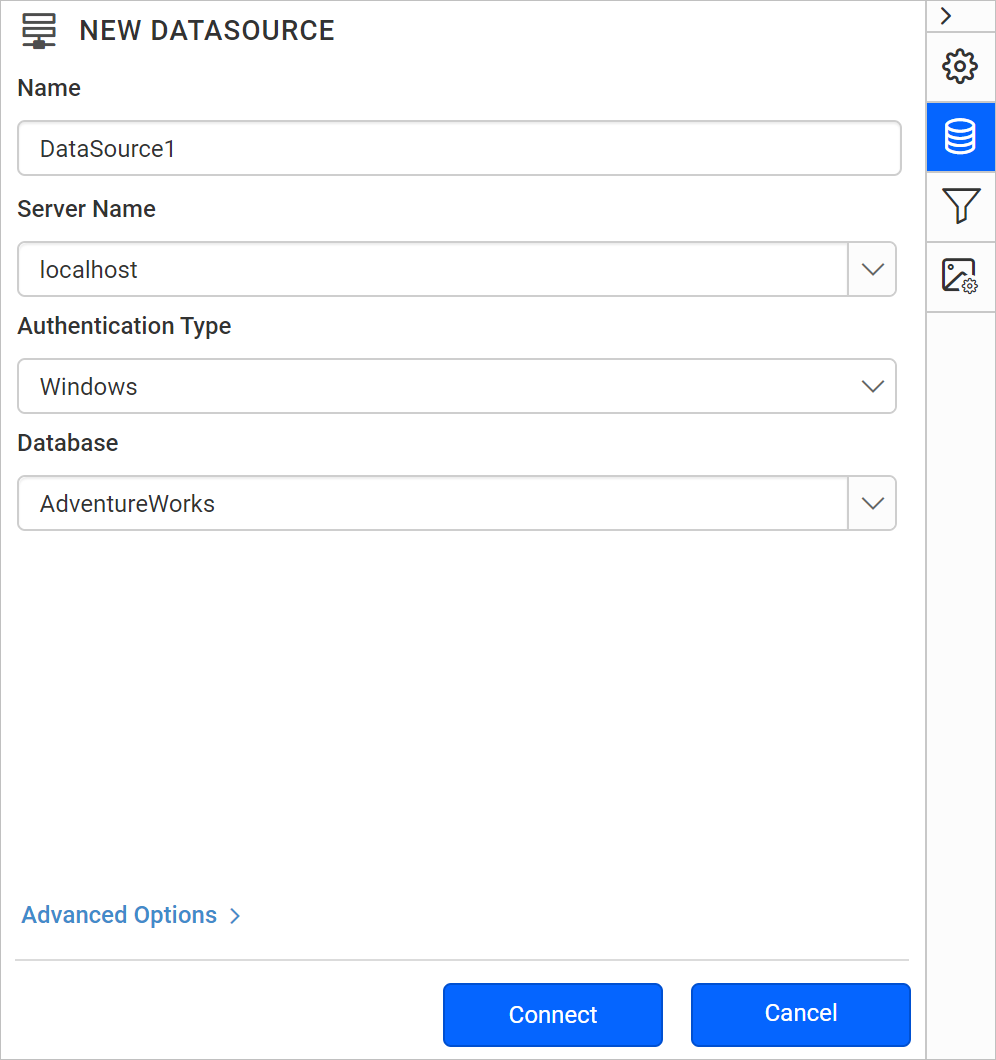 NEW DATASOURCE
Name
DataSource1
Server Name
localhost
Authentication Type
Windows
Database
AdventureWorks
Advanced Options
Connect
Cancel